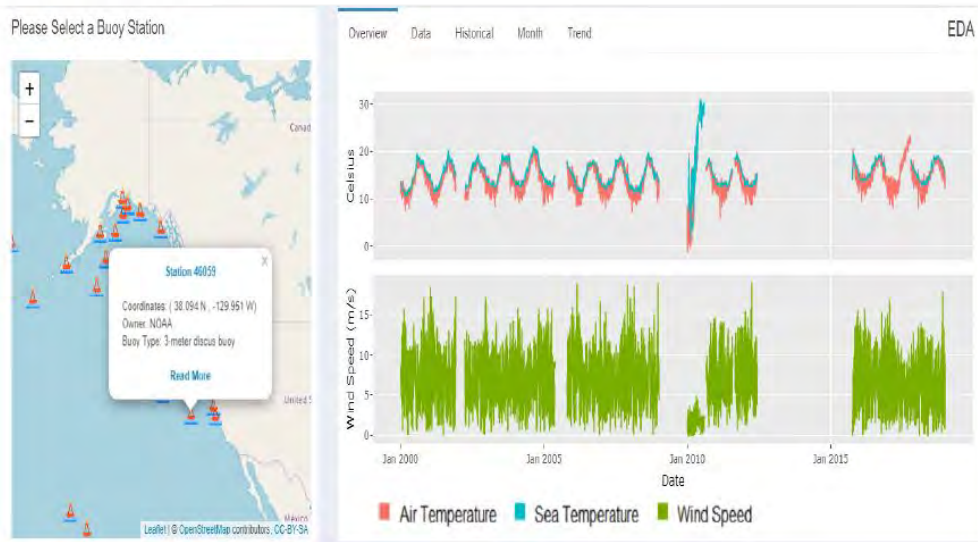 Please Select a Buoy Station
+
−
Canad
Station 46059
×
Coordinates: ( 38.094 N , -129.951 W)
Owner: NOAA
Buoy Type: 3-meter discus buoy
Read More
United S
México
Leaflet | © OpenStreetMap contributors, CC-BY-SA
Overview Data Historical Month Trend
EDA
Celsius
30
20
10
0
Wind Speed (m/s)
15
10
5
0
Jan 2000 Jan 2005 Jan 2010 Jan 2015
Date
Air Temperature Sea Temperature Wind Speed